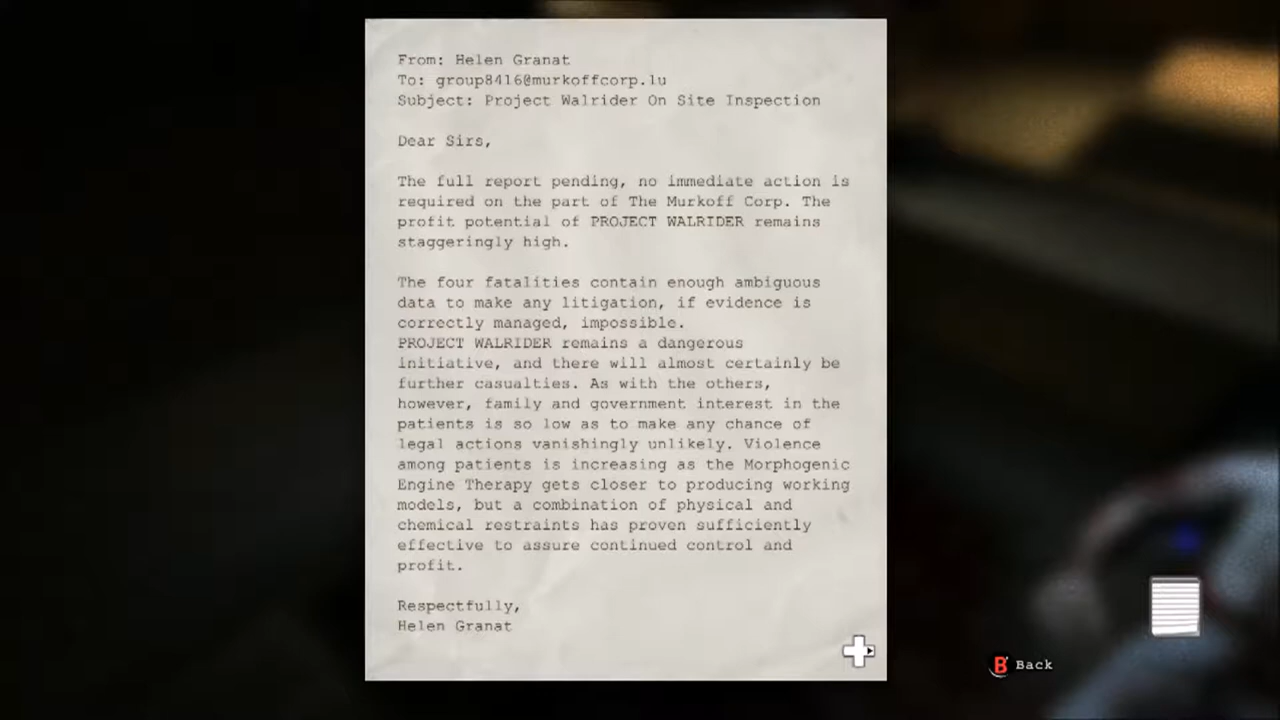 From: Helen Granat
To: group8416@murkoffcorp.lu
Subject: Project Walrider On Site Inspection
Dear Sirs,
The full report pending, no immediate action is
required on the part of The Murkoff Corp. The
profit potential of PROJECT WALRIDER remains
staggeringly high.
The four fatalities contain enough ambiguous
data to make any litigation, if evidence is
correctly managed, impossible.
PROJECT WALRIDER remains a dangerous
initiative, and there will almost certainly be
further casualties. As with the others,
however, family and government interest in the
patients is so low as to make any chance of
legal actions vanishingly unlikely. Violence
among patients is increasing as the Morphogenic
Engine Therapy gets closer to producing working
models, but a combination of physical and
chemical restraints has proven sufficiently
effective to assure continued control and
profit.
Respectfully,
Helen Granat
B Back